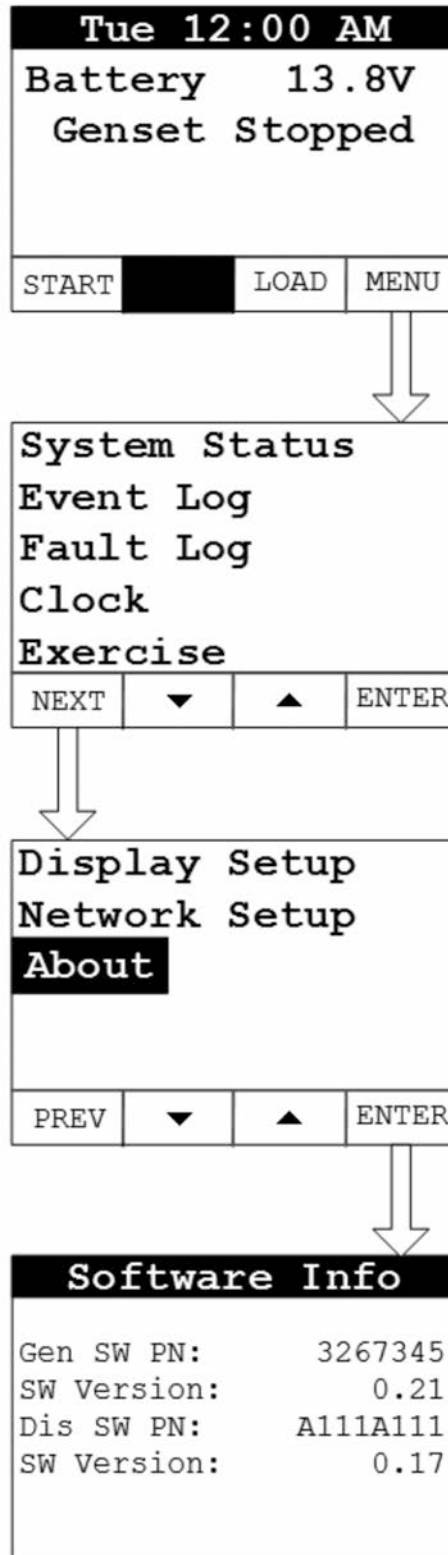 Tue 12:00 AM
Battery 13.8V
Genset Stopped
START LOAD MENU
System Status
Event Log
Fault Log
Clock
Exercise
NEXT ▼ ▲ ENTER
Display Setup
Network Setup
About
PREV ▼ ▲ ENTER
Software Info
Gen SW PN: 3267345
SW Version: 0.21
Dis SW PN: A111A111
SW Version: 0.17